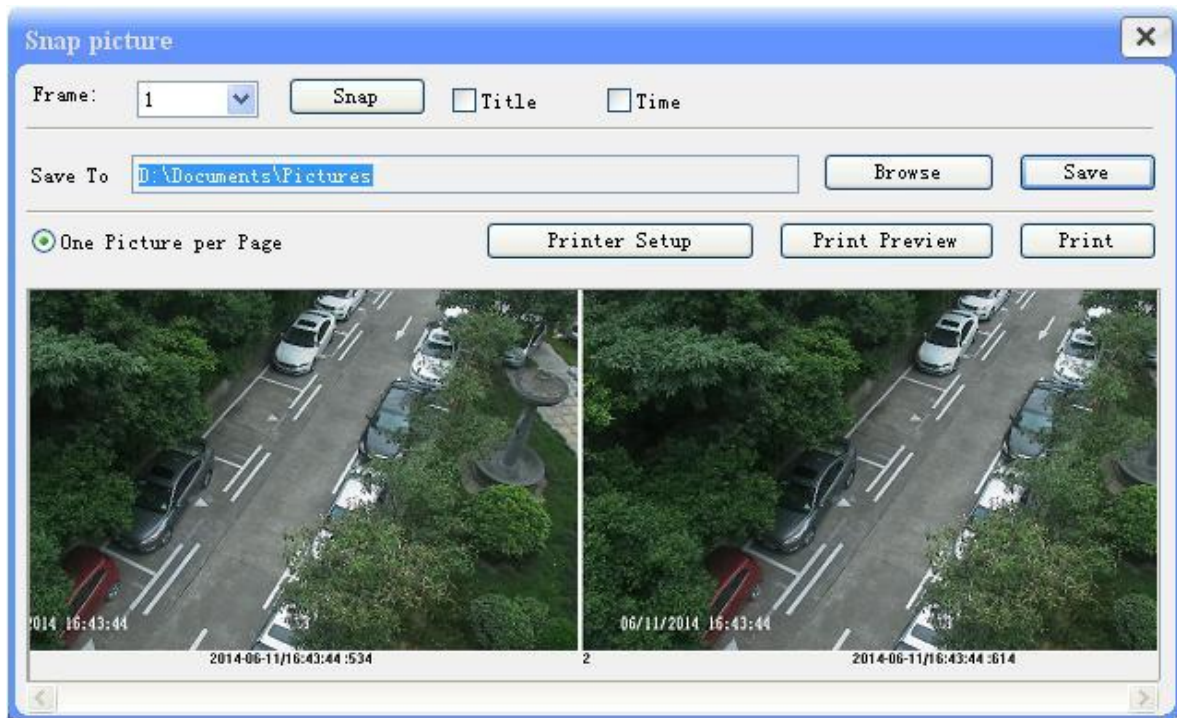 Snap picture
Frame: 1 Snap Title Time
Save To D:\Documents\Pictures Browse Save
One Picture per Page Printer Setup Print Preview Print
2014 16:43:44 06/11/2014 16:43:44
2014-06-11/16:43:44 :534 2 2014-06-11/16:43:44 :614